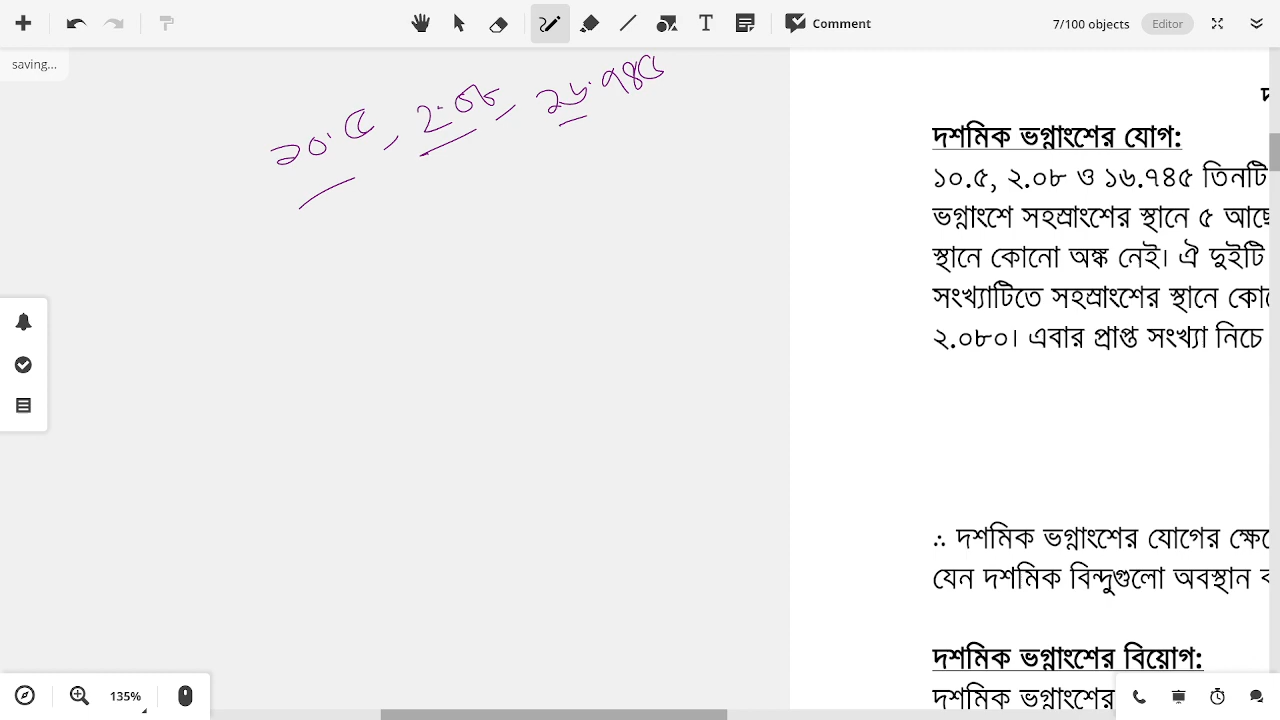 Comment
7/100 objects
Editor
saving...
১০.৫, ২.০৮, ১৬.৭৪৫
দশমিক ভগ্নাংশের যোগ:
১০.৫, ২.০৮ ও ১৬.৭৪৫ তিনটি
ভগ্নাংশে সহস্রাংশের স্থানে ৫ আছে
স্থানে কোনো অঙ্ক নেই। ঐ দুইটি
সংখ্যাটিতে সহস্রাংশের স্থানে
২.০৮০। এবার প্রাপ্ত সংখ্যা নিচে
∴ দশমিক ভগ্নাংশের যোগের
যেন দশমিক বিন্দুগুলো অবস্থান
দশমিক ভগ্নাংশের বিয়োগ:
দশমিক ভগ্নাংশের
135%